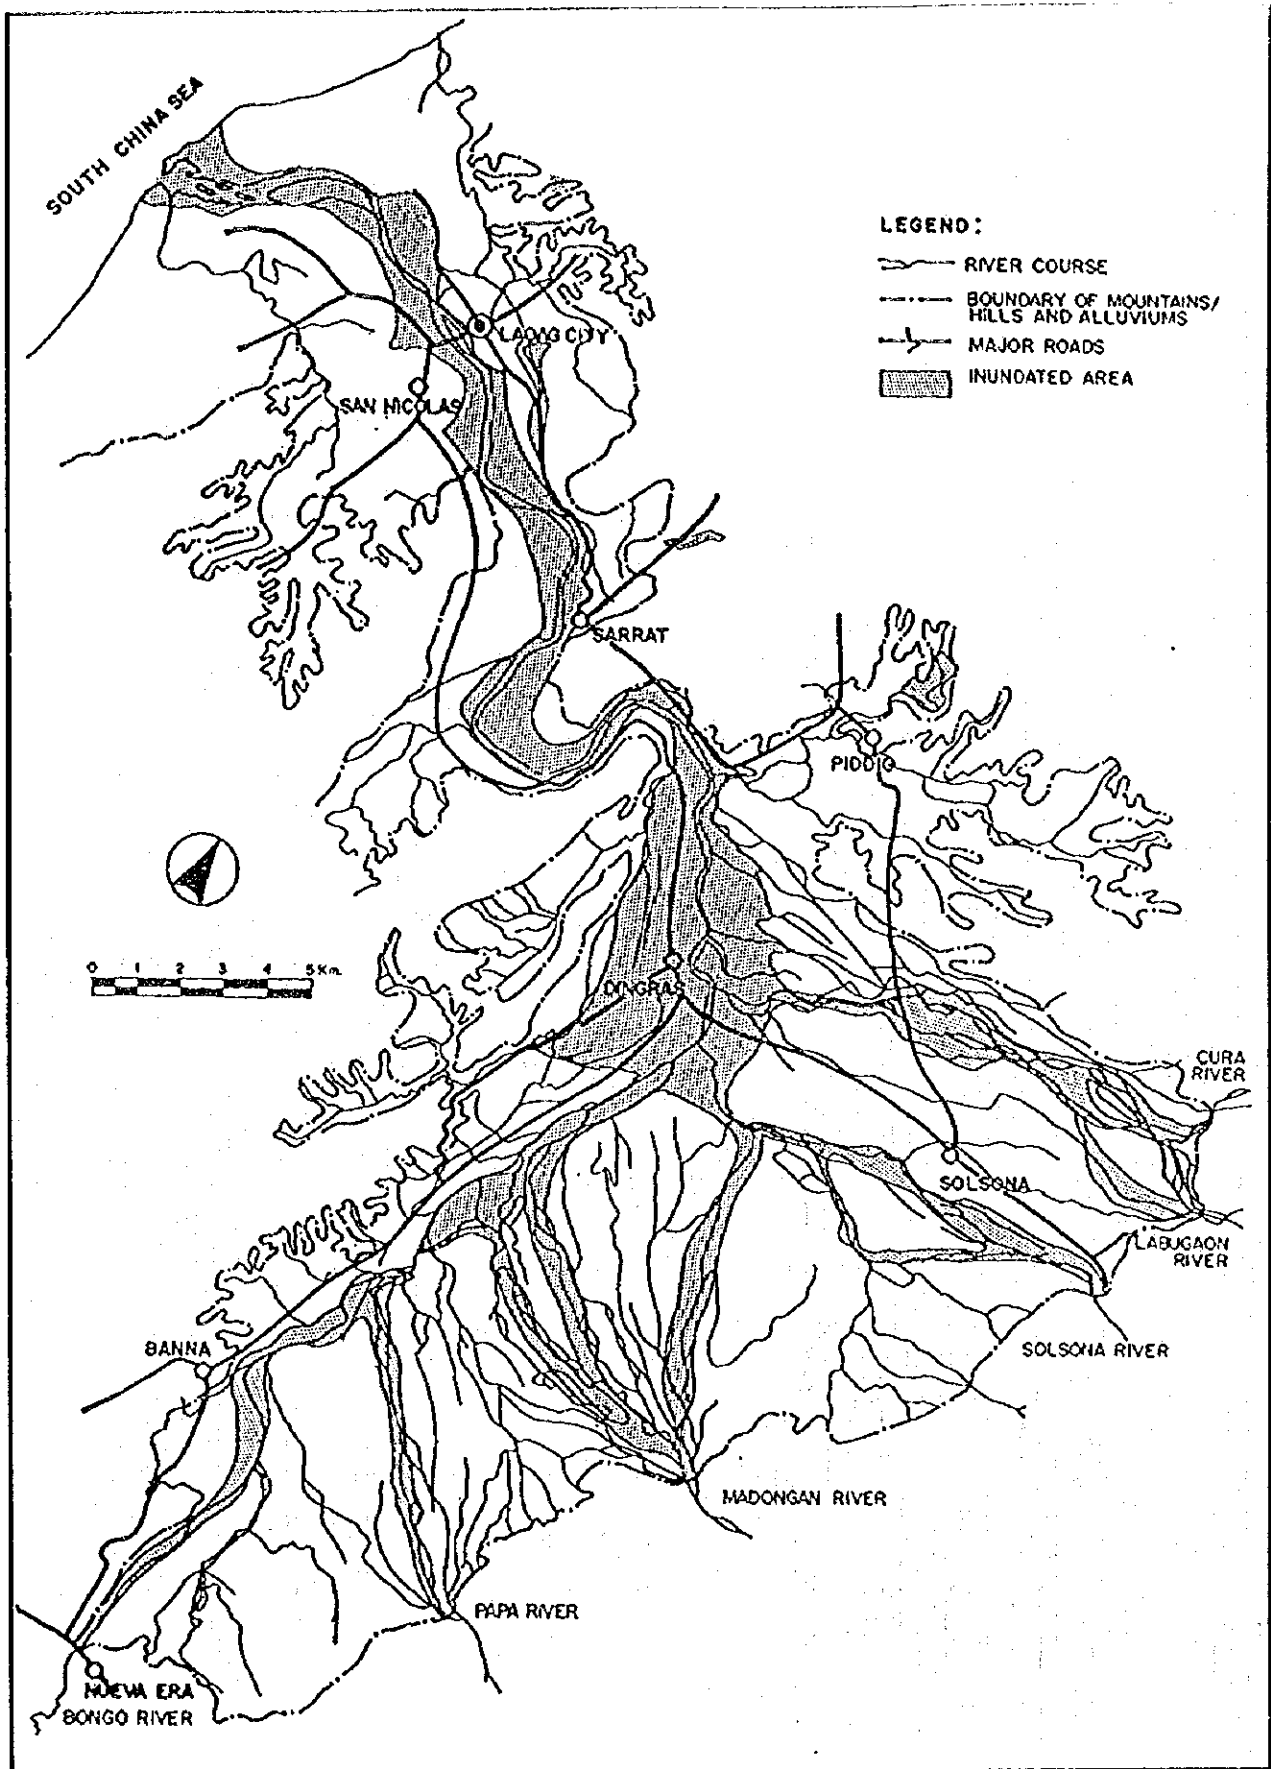 SOUTH CHINA SEA
LEGEND:
RIVER COURSE
BOUNDARY OF MOUNTAINS/
HILLS AND ALLUVIUMS
MAJOR ROADS
INUNDATED AREA
LAOAG CITY
SAN NICOLAS
SARRAT
PIDDIG
0 1 2 3 4 5 Km.
DINGRAS
CURA
RIVER
SOLSONA
LABUGAON
RIVER
BANNA
SOLSONA RIVER
MADONGAN RIVER
PAPA RIVER
NUEVA ERA
BONGO RIVER